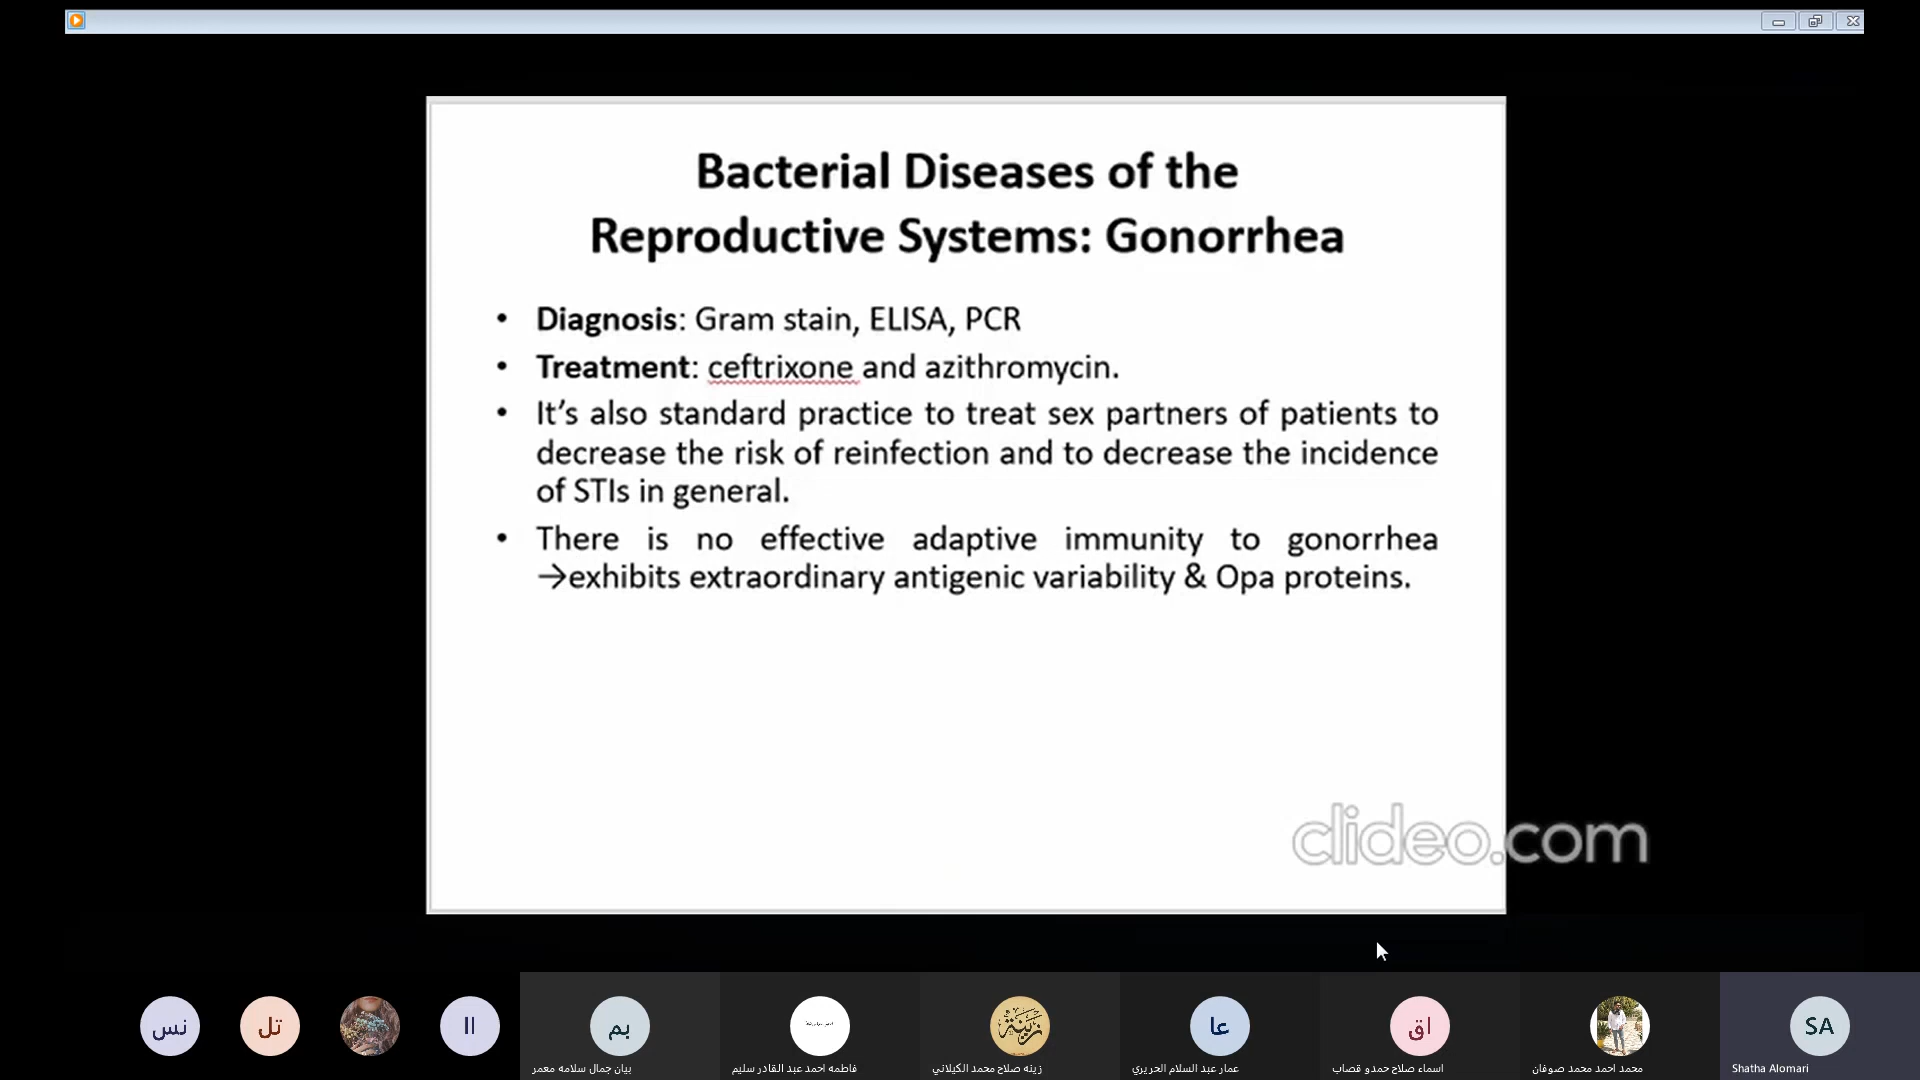 Bacterial Diseases of the
Reproductive Systems: Gonorrhea
• Diagnosis: Gram stain, ELISA, PCR
• Treatment: ceftrixone and azithromycin.
• It’s also standard practice to treat sex partners of patients to
decrease the risk of reinfection and to decrease the incidence
of STIs in general.
• There is no effective adaptive immunity to gonorrhea
→exhibits extraordinary antigenic variability & Opa proteins.
clideo.com
نس
تل
اا
بم
زينة
عا
اق
SA
بيان جمال سلامه معمر
فاطمه احمد عبد القادر سليم
زينه صلاح محمد الكيلاني
عمار عبد السلام الحريري
اسماء صلاح حمدو قصاب
محمد احمد محمد صوفان
Shatha Alomari